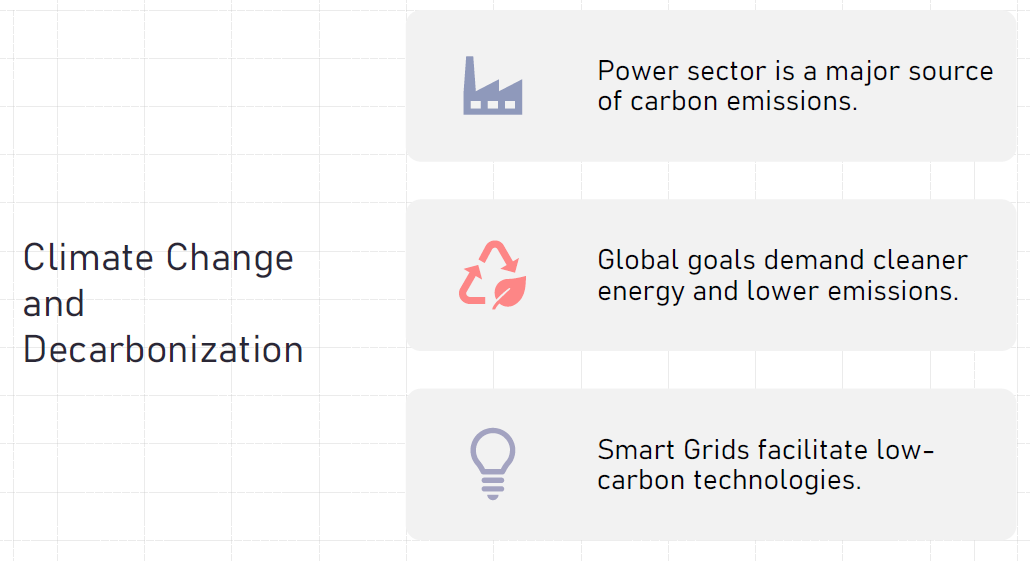 Climate Change
and
Decarbonization
Power sector is a major source
of carbon emissions.
Global goals demand cleaner
energy and lower emissions.
Smart Grids facilitate low-
carbon technologies.